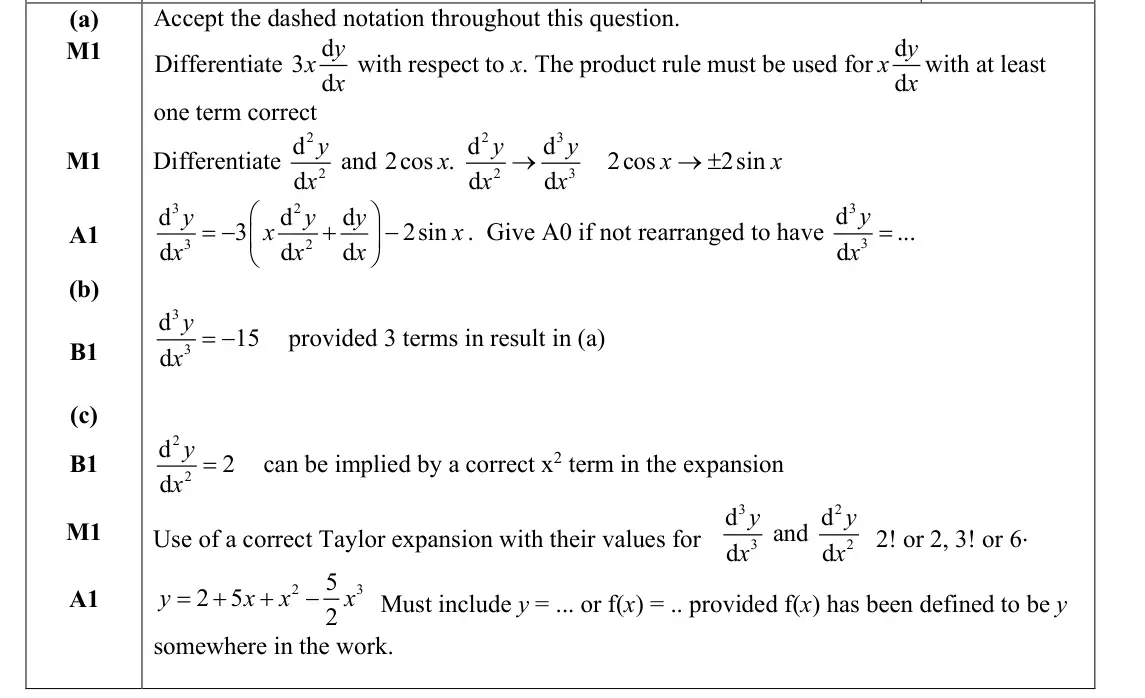 (a) Accept the dashed notation throughout this question.
M1 Differentiate 3x dy/dx with respect to x. The product rule must be used for x dy/dx with at least
one term correct
M1 Differentiate d²y/dx² and 2cos x. d²y/dx² → d³y/dx³ 2cos x → ±2sin x
A1 d³y/dx³ = −3(x d²y/dx² + dy/dx) − 2sin x. Give A0 if not rearranged to have d³y/dx³ = ...
(b)
B1 d³y/dx³ = −15 provided 3 terms in result in (a)
(c)
B1 d²y/dx² = 2 can be implied by a correct x² term in the expansion
M1 Use of a correct Taylor expansion with their values for d³y/dx³ and d²y/dx² 2! or 2, 3! or 6·
A1 y = 2 + 5x + x² − 5/2 x³ Must include y = ... or f(x) = .. provided f(x) has been defined to be y
somewhere in the work.